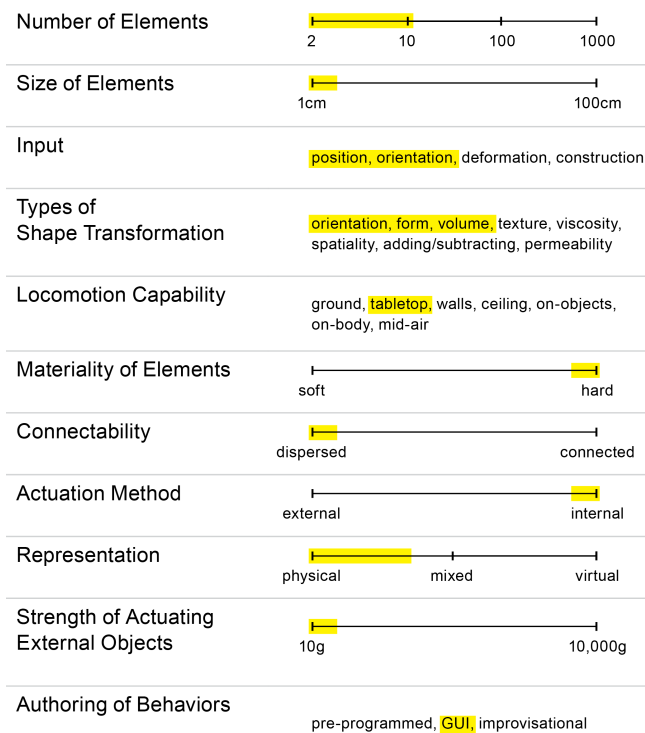 Number of Elements
2 10 100 1000
Size of Elements
1cm 100cm
Input
position, orientation, deformation, construction
Types of
Shape Transformation
orientation, form, volume, texture, viscosity,
spatiality, adding/subtracting, permeability
Locomotion Capability
ground, tabletop, walls, ceiling, on-objects,
on-body, mid-air
Materiality of Elements
soft hard
Connectability
dispersed connected
Actuation Method
external internal
Representation
physical mixed virtual
Strength of Actuating
External Objects
10g 10,000g
Authoring of Behaviors
pre-programmed, GUI, improvisational